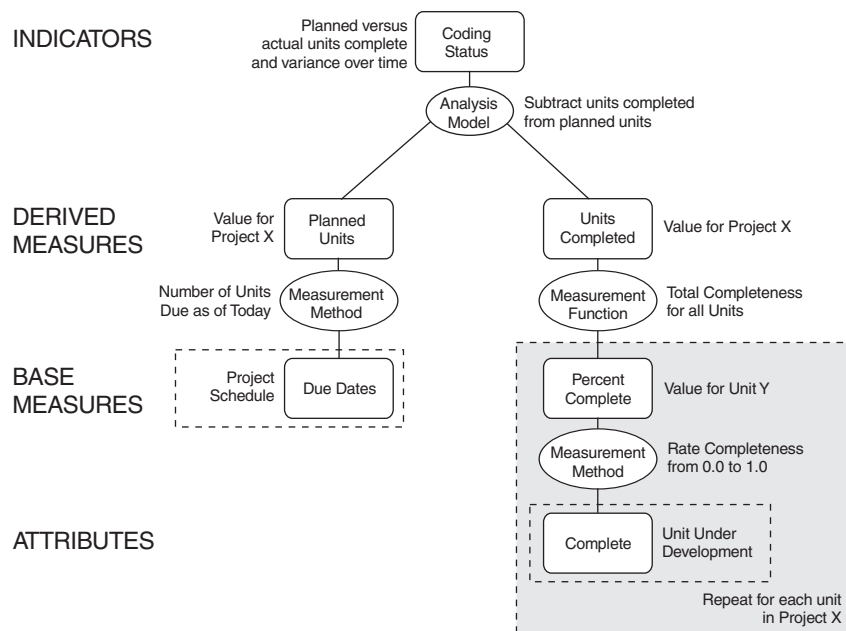 INDICATORS
Planned versus
actual units complete
and variance over time
Coding
Status
Analysis
Model
Subtract units completed
from planned units
DERIVED
MEASURES
Value for
Project X
Planned
Units
Units
Completed
Value for Project X
Number of Units
Due as of Today
Measurement
Method
Measurement
Function
Total Completeness
for all Units
BASE
MEASURES
Project
Schedule
Due Dates
Percent
Complete
Value for Unit Y
Measurement
Method
Rate Completeness
from 0.0 to 1.0
ATTRIBUTES
Complete
Unit Under
Development
Repeat for each unit
in Project X